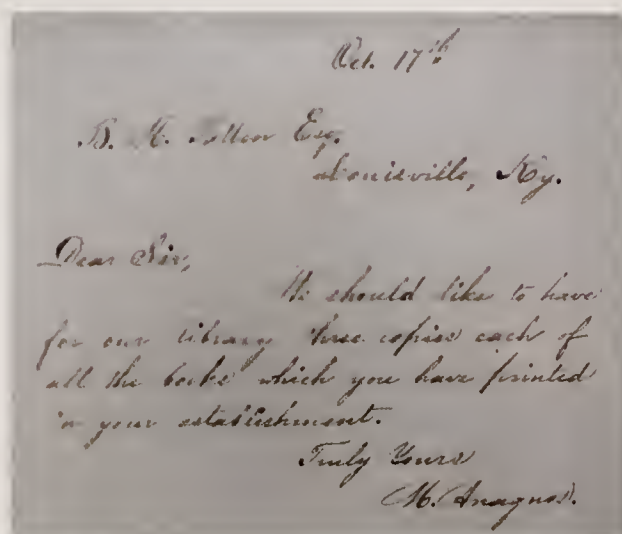 Oct. 17th
B. K. Esq.
Louisville, Ky.
Dear Sir,
We should like to have
for our library three copies each of
all the books which you have printed
in your establishment.
Truly Yours
M. Anagnos.